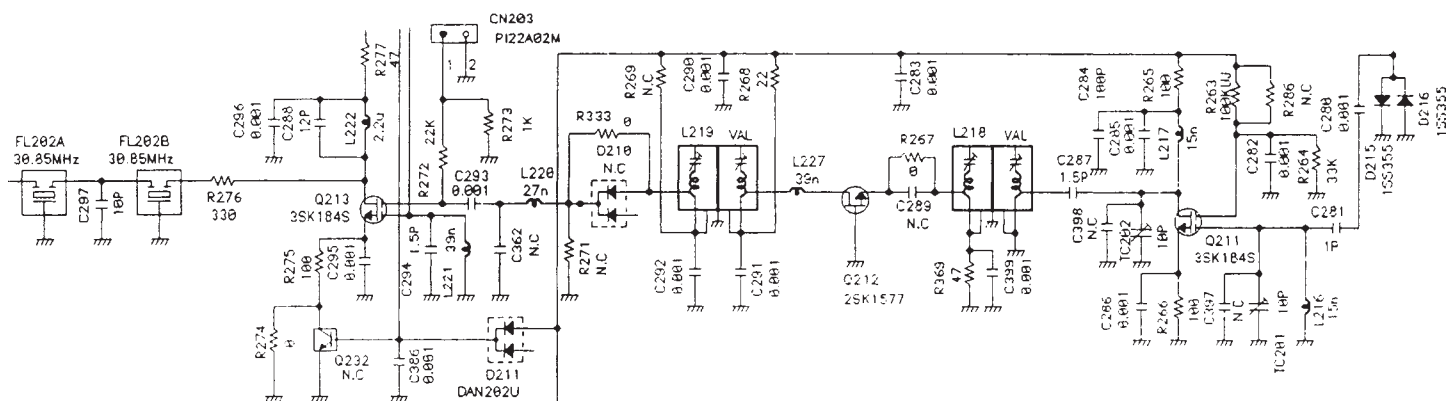 CN203
PI22A02M
1
2
R277
47
C296
0.001
C288
12P
L222
2.2u
FL202A
30.85MHz
FL202B
30.85MHz
C297
10P
R276
330
R272
22K
R273
1K
C293
0.001
L220
27n
Q213
3SK184S
R275
100
C295
0.001
C294
1.5P
L221
39n
C362
N.C
R271
N.C
R333
0
D210
N.C
R274
0
Q232
N.C
C386
0.001
D211
DAN202U
R269
N.C
C290
0.001
R268
22
L219
VAL
C292
0.001
C291
0.001
L227
39n
Q212
2SK1577
C283
0.001
R267
0
C289
N.C
L218
VAL
R369
47
C399
0.001
C287
1.5P
C398
N.C
TC202
10P
C284
100P
R265
100
C285
0.001
L217
15n
R263
100KUJ
R286
N.C
C282
0.001
R264
33K
Q211
3SK184S
C286
0.001
R266
100
C397
N.C
TC201
10P
L216
15n
C281
1P
C280
0.001
D215
1SS355
D216
1SS355